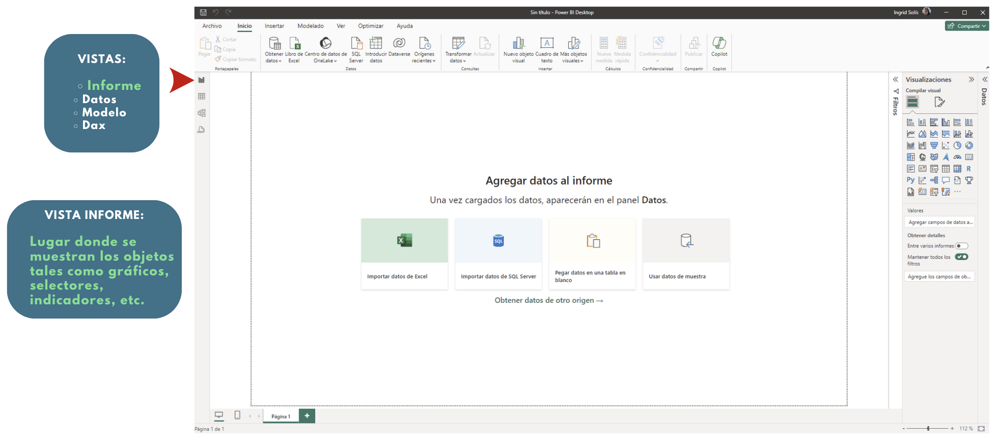 VISTAS:
Informe
Datos
Modelo
Dax
VISTA INFORME:
Lugar donde se
muestran los objetos
tales como gráficos,
selectores,
indicadores, etc.
Sin título - Power BI Desktop
Ingrid Solís
Archivo Inicio Insertar Modelado Ver Optimizar Ayuda
Compartir
Pegar
Cortar
Copia
Copiar formato
Portapapeles
Obtener datos
Libro de Excel
Centro de datos de OneLake
SQL Server
Introducir datos
Dataverse
Orígenes recientes
Datos
Transformar datos
Actualizar
Consultas
Nuevo objeto visual
Cuadro de texto
Más objetos visuales
Insertar
Nueva medida
Medida rápida
Cálculos
Confidencialidad
Confidencialidad
Publicar
Compartir
Copilot
Copilot
Agregar datos al informe
Una vez cargados los datos, aparecerán en el panel Datos.
SQL
Importar datos de Excel
Importar datos de SQL Server
Pegar datos en una tabla en
blanco
Usar datos de muestra
Obtener datos de otro origen →
Filtros
Visualizaciones
Compilar visual
123
R
Py
Valores
Agregar campos de datos a...
Obtener detalles
Entre varios informes
Mantener todos los
filtros
Agregue los campos de ob...
Datos
Página 1
+
Página 1 de 1
- + 112 %